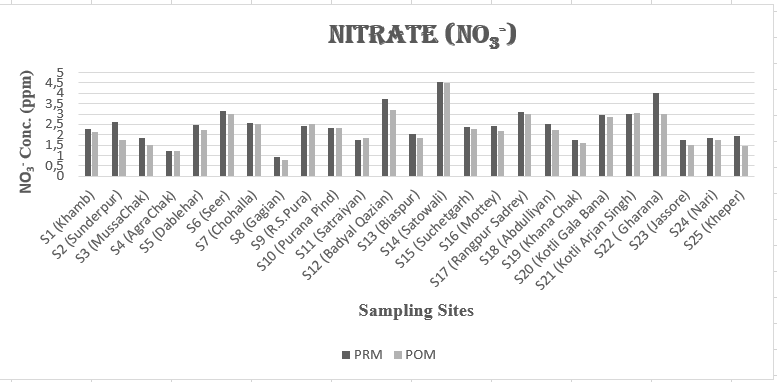 NITRATE (NO₃⁻)
NO₃⁻ Conc. (ppm)
5
4,5
4
3,5
3
2,5
2
1,5
1
0,5
0
S1 (Khamb)
S2 (Sunderpur)
S3 (MussaChak)
S4 (AgraChak)
S5 (Dablehar)
S6 (Seer)
S7 (Chohalla)
S8 (Gagian)
S9 (R.S.Pura)
S10 (Purana Pind)
S11 (Satraiyan)
S12 (Badyal Qazian)
S13 (Biaspur)
S14 (Satowali)
S15 (Suchetgarh)
S16 (Mottey)
S17 (Rangpur Sadrey)
S18 (Abdulliyan)
S19 (Khana Chak)
S20 (Kotli Gala Bana)
S21 (Kotli Arjan Singh)
S22 ( Gharana)
S23 (Jassore)
S24 (Nari)
S25 (Kheper)
Sampling Sites
PRM POM